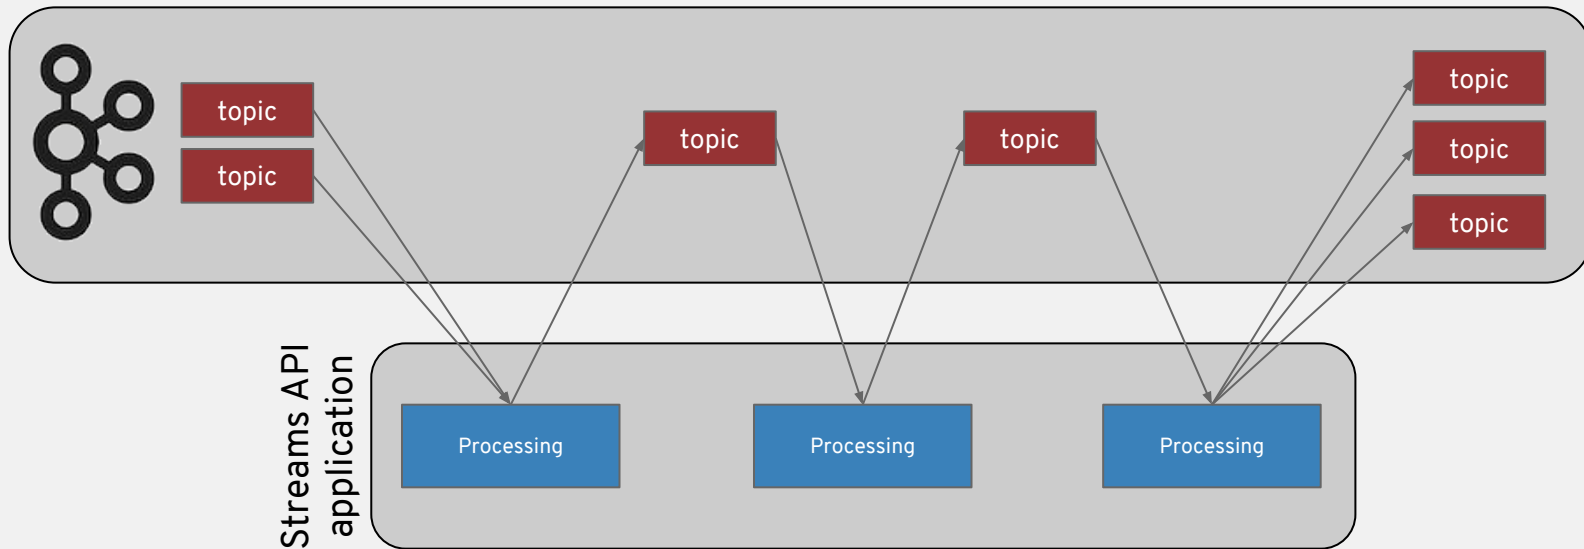 topic
topic
topic
topic
topic
topic
topic
Streams API
application
Processing
Processing
Processing